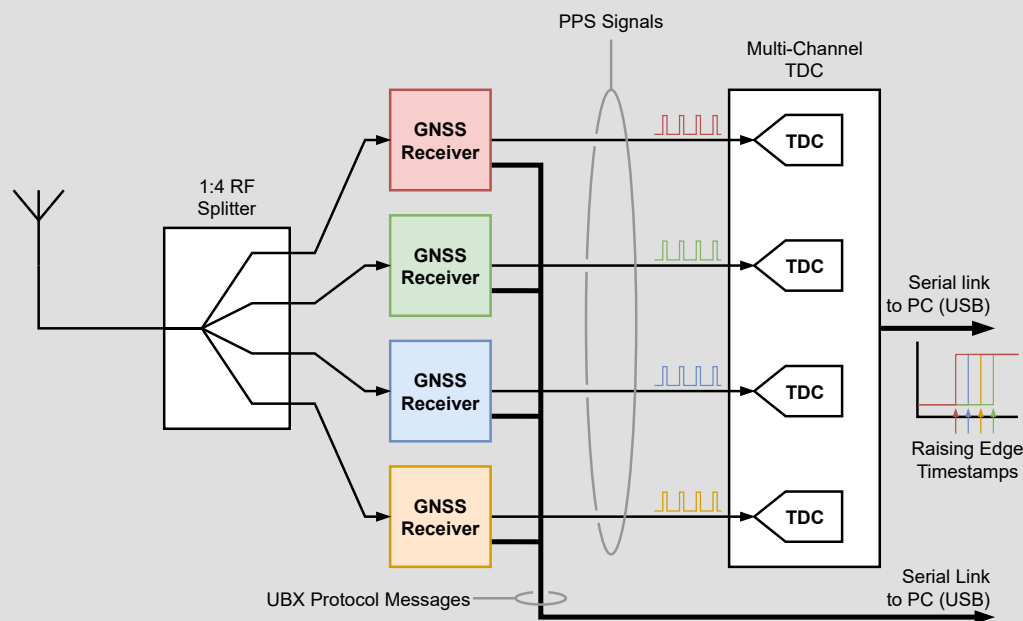 PPS Signals
Multi-Channel
TDC
1:4 RF
Splitter
GNSS
Receiver
TDC
GNSS
Receiver
TDC
GNSS
Receiver
TDC
GNSS
Receiver
TDC
Serial link
to PC (USB)
Raising Edge
Timestamps
UBX Protocol Messages
Serial Link
to PC (USB)